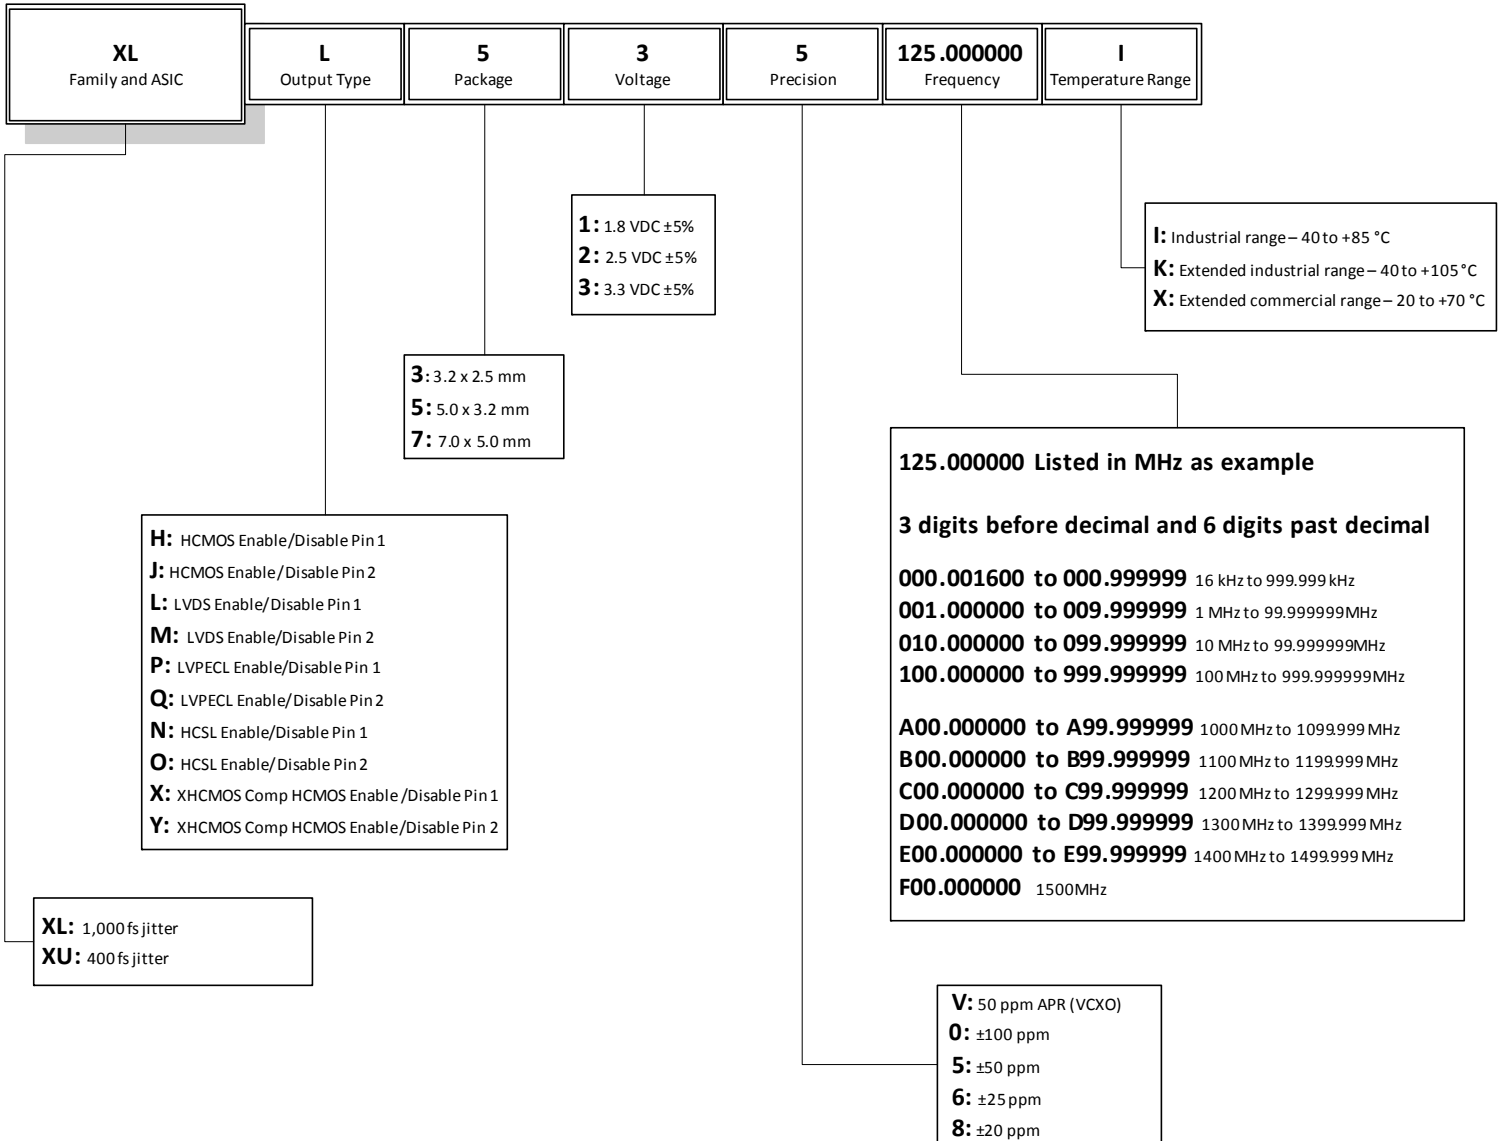 XL
Family and ASIC
L
Output Type
5
Package
3
Voltage
5
Precision
125.000000
Frequency
I
Temperature Range
1: 1.8 VDC ±5%
2: 2.5 VDC ±5%
3: 3.3 VDC ±5%
I: Industrial range – 40 to +85 °C
K: Extended industrial range – 40 to +105 °C
X: Extended commercial range – 20 to +70 °C
3: 3.2 x 2.5 mm
5: 5.0 x 3.2 mm
7: 7.0 x 5.0 mm
125.000000 Listed in MHz as example
3 digits before decimal and 6 digits past decimal
000.001600 to 000.999999 16 kHz to 999.999 kHz
001.000000 to 009.999999 1 MHz to 99.999999MHz
010.000000 to 099.999999 10 MHz to 99.999999MHz
100.000000 to 999.999999 100 MHz to 999.999999MHz
A00.000000 to A99.999999 1000 MHz to 1099.999 MHz
B00.000000 to B99.999999 1100 MHz to 1199.999 MHz
C00.000000 to C99.999999 1200 MHz to 1299.999 MHz
D00.000000 to D99.999999 1300 MHz to 1399.999 MHz
E00.000000 to E99.999999 1400 MHz to 1499.999 MHz
F00.000000 1500MHz
H: HCMOS Enable/Disable Pin 1
J: HCMOS Enable/Disable Pin 2
L: LVDS Enable/Disable Pin 1
M: LVDS Enable/Disable Pin 2
P: LVPECL Enable/Disable Pin 1
Q: LVPECL Enable/Disable Pin 2
N: HCSL Enable/Disable Pin 1
O: HCSL Enable/Disable Pin 2
X: XHCMOS Comp HCMOS Enable/Disable Pin 1
Y: XHCMOS Comp HCMOS Enable/Disable Pin 2
XL: 1,000 fs jitter
XU: 400 fs jitter
V: 50 ppm APR (VCXO)
0: ±100 ppm
5: ±50 ppm
6: ±25 ppm
8: ±20 ppm